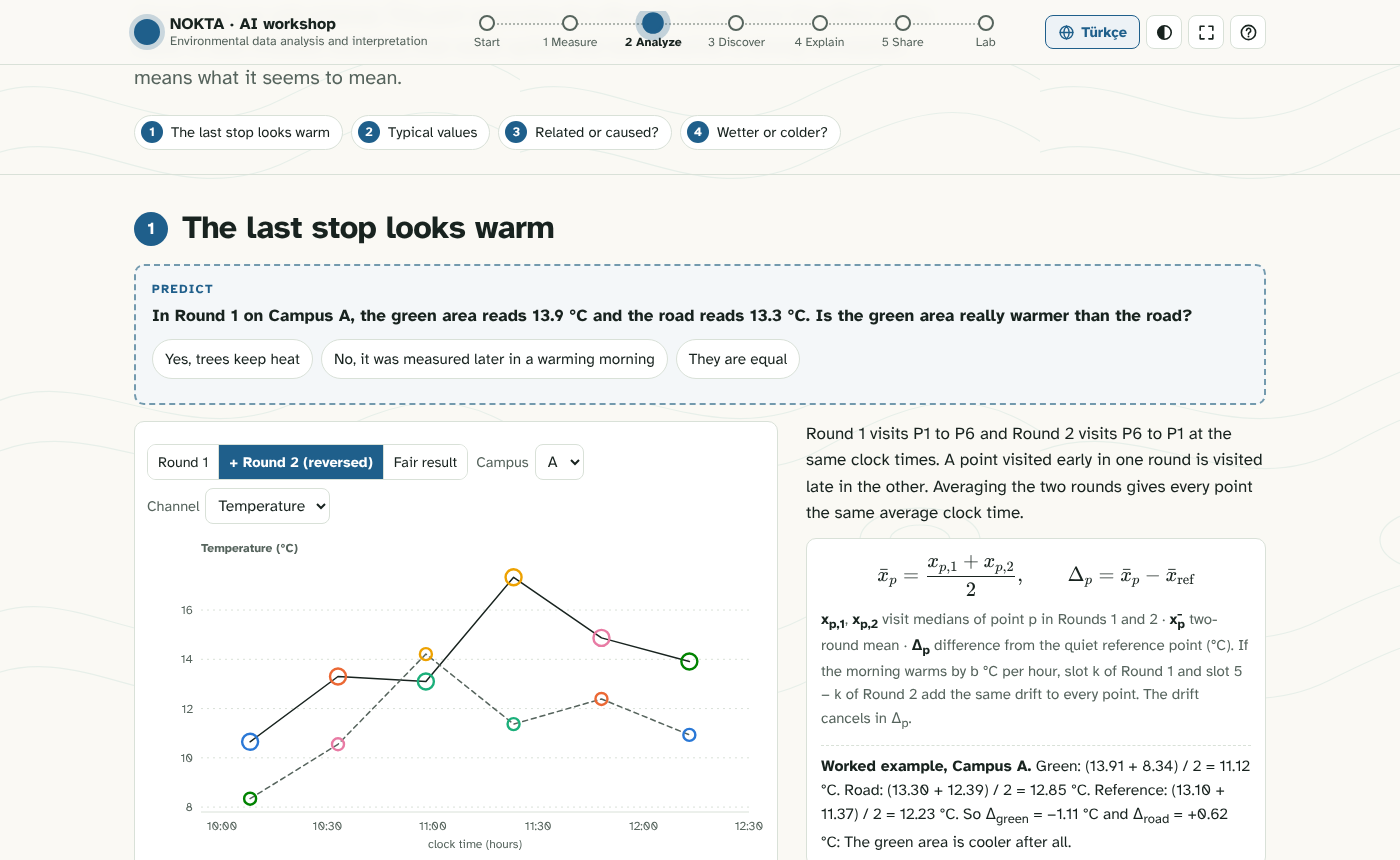 NOKTA · AI workshop
Environmental data analysis and interpretation
Start
1 Measure
2 Analyze
3 Discover
4 Explain
5 Share
Lab
Türkçe
means what it seems to mean.
1 The last stop looks warm
2 Typical values
3 Related or caused?
4 Wetter or colder?
1 The last stop looks warm
PREDICT
In Round 1 on Campus A, the green area reads 13.9 °C and the road reads 13.3 °C. Is the green area really warmer than the road?
Yes, trees keep heat
No, it was measured later in a warming morning
They are equal
Round 1
+ Round 2 (reversed)
Fair result
Campus A
Channel Temperature
Temperature (°C)
16
14
12
10
8
10:00 10:30 11:00 11:30 12:00 12:30
clock time (hours)
Round 1 visits P1 to P6 and Round 2 visits P6 to P1 at the
same clock times. A point visited early in one round is visited
late in the other. Averaging the two rounds gives every point
the same average clock time.
x̄p = (xp,1 + xp,2) / 2, Δp = x̄p − x̄ref
xp,1, xp,2 visit medians of point p in Rounds 1 and 2 · x̄p two-
round mean · Δp difference from the quiet reference point (°C). If
the morning warms by b °C per hour, slot k of Round 1 and slot 5
− k of Round 2 add the same drift to every point. The drift
cancels in Δp.
Worked example, Campus A. Green: (13.91 + 8.34) / 2 = 11.12
°C. Road: (13.30 + 12.39) / 2 = 12.85 °C. Reference: (13.10 +
11.37) / 2 = 12.23 °C. So Δgreen = −1.11 °C and Δroad = +0.62
°C: The green area is cooler after all.